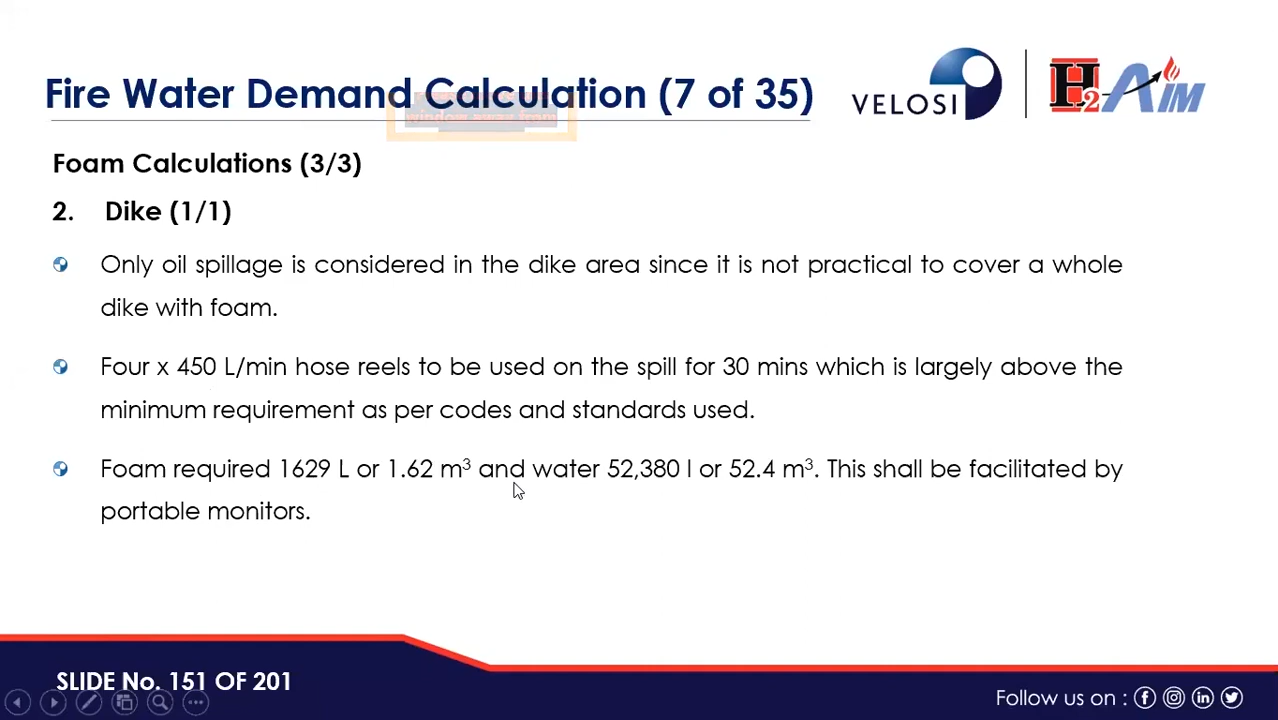 Fire Water Demand Calculation (7 of 35)
VELOSI
H2-AIM
Foam Calculations (3/3)
2. Dike (1/1)
Only oil spillage is considered in the dike area since it is not practical to cover a whole
dike with foam.
Four x 450 L/min hose reels to be used on the spill for 30 mins which is largely above the
minimum requirement as per codes and standards used.
Foam required 1629 L or 1.62 m³ and water 52,380 l or 52.4 m³. This shall be facilitated by
portable monitors.
SLIDE No. 151 OF 201
Follow us on :